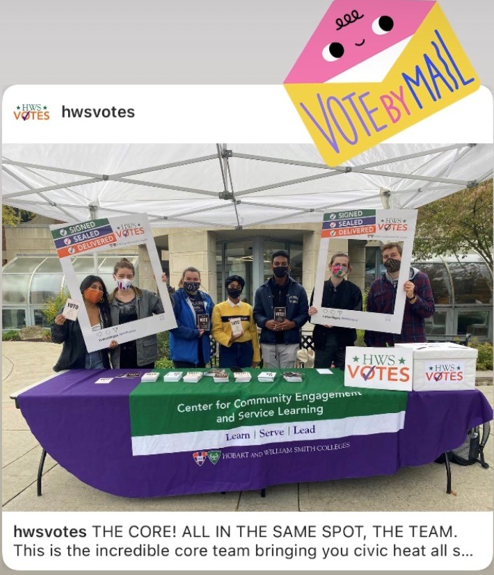 VOTE BY MAIL
HWS
VOTES
hwsvotes
SIGNED
SEALED
DELIVERED
HWS
VOTES
SIGNED
SEALED
DELIVERED
HWS
VOTES
VOTE
HWS
VOTES
HWS
VOTES
Center for Community Engagement
and Service Learning
Learn | Serve | Lead
HOBART AND WILLIAM SMITH COLLEGES
hwsvotes THE CORE! ALL IN THE SAME SPOT, THE TEAM.
This is the incredible core team bringing you civic heat all s...